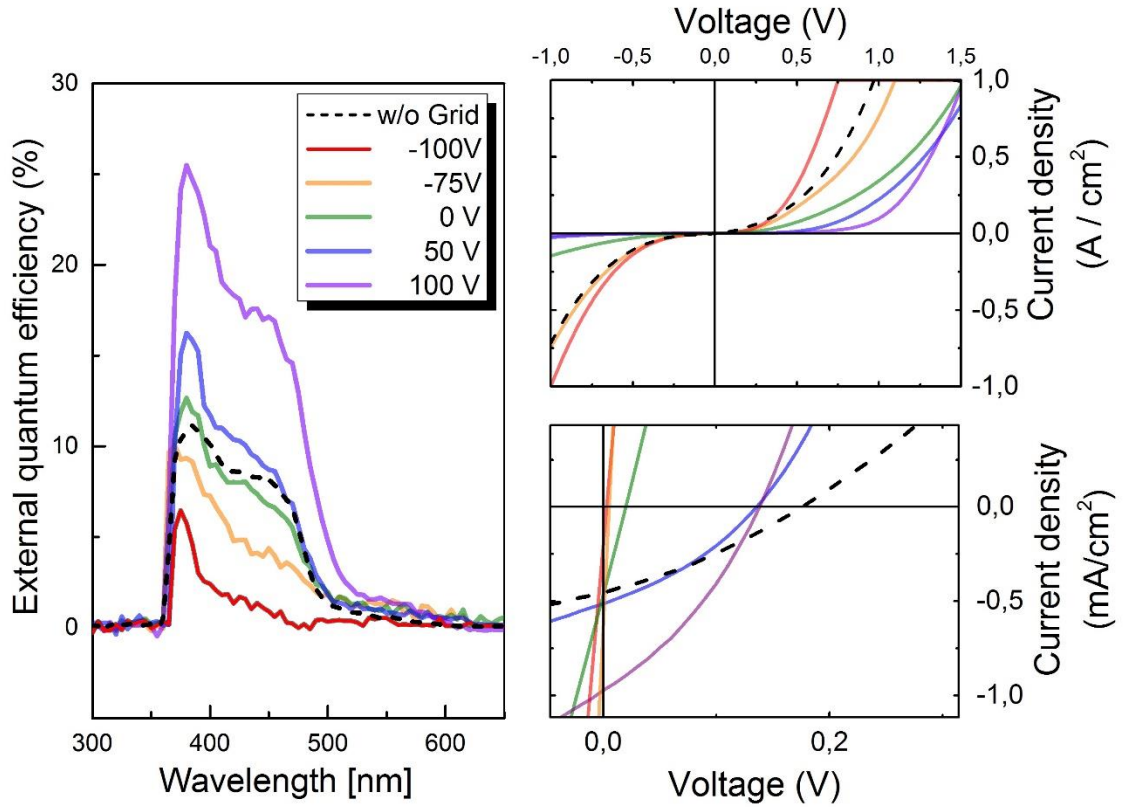 External quantum efficiency (%)
30
20
10
0
w/o Grid
-100V
-75V
0 V
50 V
100 V
300 400 500 600
Wavelength [nm]
Voltage (V)
-1,0 -0,5 0,0 0,5 1,0 1,5
1,0
0,5
0,0
-0,5
-1,0
Current density
(A / cm²)
0,0
-0,5
-1,0
Current density
(mA/cm²)
0,0 0,2
Voltage (V)